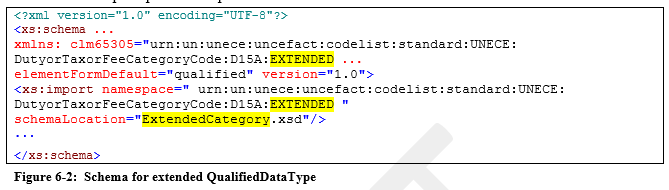 <?xml version="1.0" encoding="UTF-8"?>
<xs:schema ...
xmlns: clm65305="urn:un:unece:uncefact:codelist:standard:UNECE:
DutyorTaxorFeeCategoryCode:D15A:EXTENDED ...
elementFormDefault="qualified" version="1.0">
<xs:import namespace=" urn:un:unece:uncefact:codelist:standard:UNECE:
DutyorTaxorFeeCategoryCode:D15A:EXTENDED "
schemaLocation="ExtendedCategory.xsd"/>
...
</xs:schema>
Figure 6-2: Schema for extended QualifiedDataType